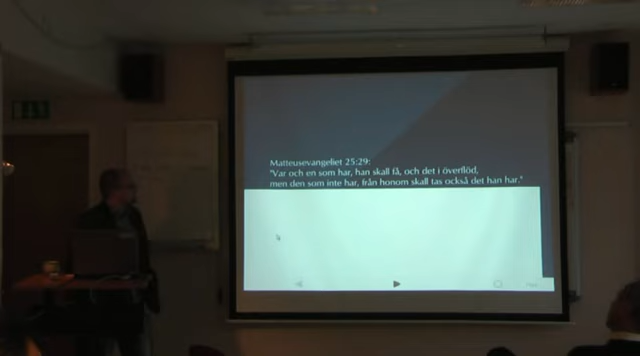 Matteusevangeliet 25:29:
"Var och en som har, han skall få, och det i överflöd,
men den som inte har, från honom skall tas också det han har."